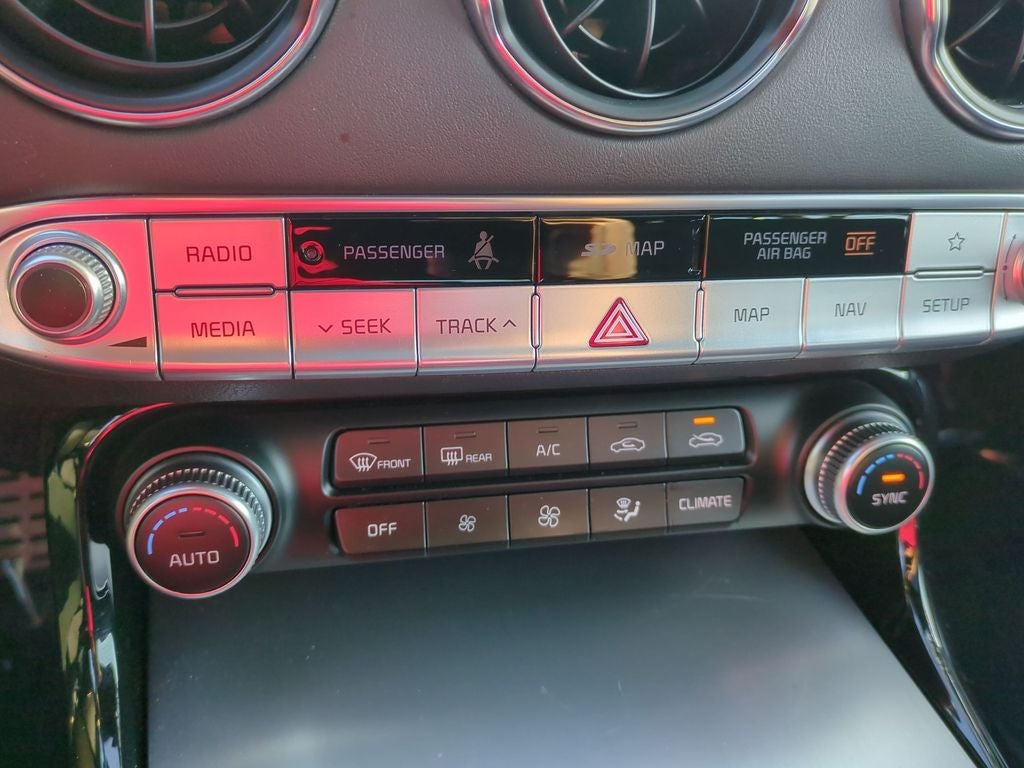 RADIO
PASSENGER
SD MAP
PASSENGER
AIR BAG
OFF
MEDIA
SEEK
TRACK
MAP
NAV
SETUP
FRONT
REAR
A/C
AUTO
OFF
CLIMATE
SYNC